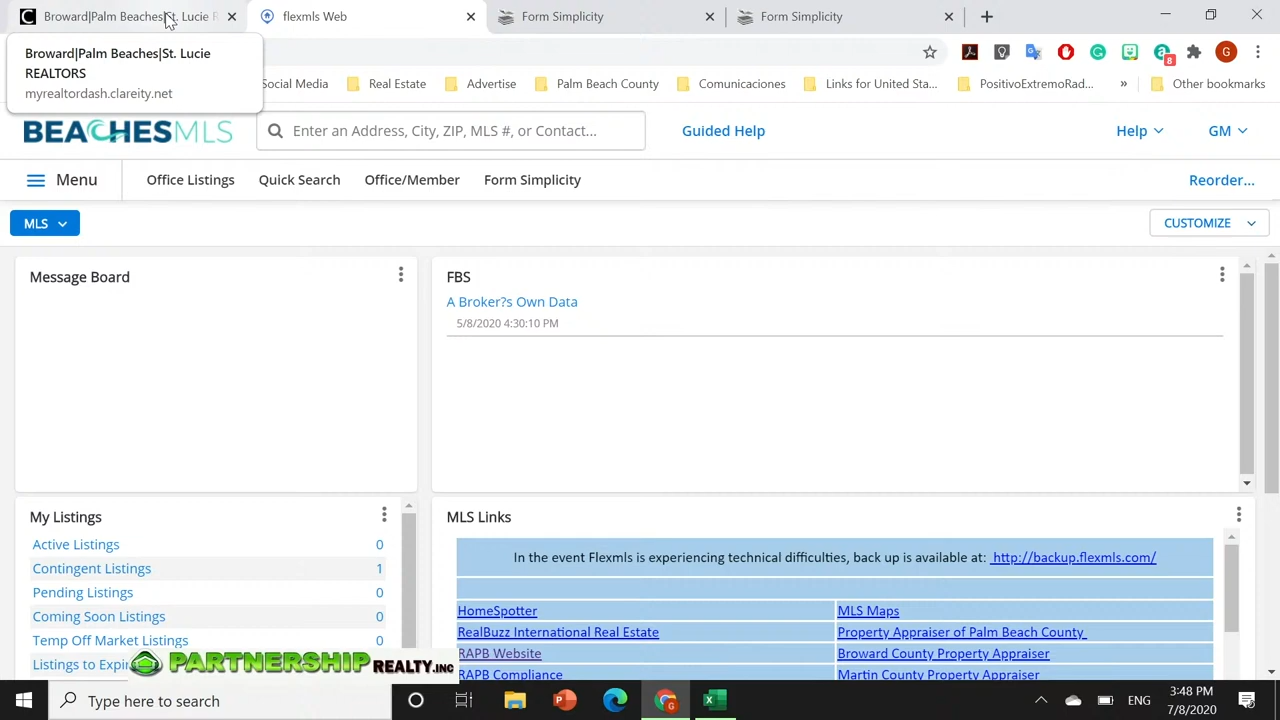 Broward|Palm Beaches|St. Lucie R
flexmls Web
Form Simplicity
Form Simplicity
Broward|Palm Beaches|St. Lucie
REALTORS
myrealtordash.clareity.net
8
G
Social Media
Real Estate
Advertise
Palm Beach County
Comunicaciones
Links for United Sta...
PositivoExtremoRad...
»
Other bookmarks
BEACHESMLS
Enter an Address, City, ZIP, MLS #, or Contact...
Guided Help
Help
GM
Menu
Office Listings
Quick Search
Office/Member
Form Simplicity
Reorder...
MLS
CUSTOMIZE
Message Board
FBS
A Broker?s Own Data
5/8/2020 4:30:10 PM
My Listings
Active Listings 0
Contingent Listings 1
Pending Listings 0
Coming Soon Listings 0
Temp Off Market Listings 0
Listings to Expir
MLS Links
In the event Flexmls is experiencing technical difficulties, back up is available at: http://backup.flexmls.com/
HomeSpotter
MLS Maps
RealBuzz International Real Estate
Property Appraiser of Palm Beach County
RAPB Website
Broward County Property Appraiser
RAPB Compliance
Martin County Property Appraiser
PARTNERSHIP REALTY.INC
Type here to search
ENG
3:48 PM
7/8/2020